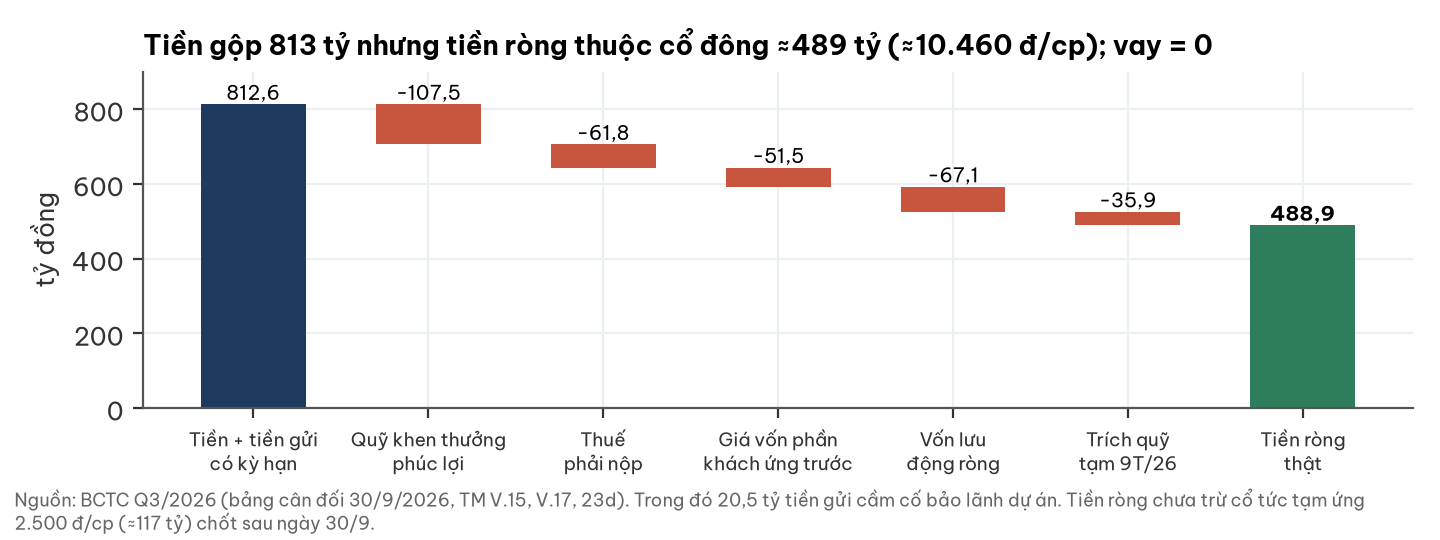 Tiền gộp 813 tỷ nhưng tiền ròng thuộc cổ đông ≈489 tỷ (≈10.460 đ/cp); vay = 0
tỷ đồng
800
600
400
200
0
812,6
−107,5
−61,8
−51,5
−67,1
−35,9
488,9
Tiền + tiền gửi
có kỳ hạn
Quỹ khen thưởng
phúc lợi
Thuế
phải nộp
Giá vốn phần
khách ứng trước
Vốn lưu
động ròng
Trích quỹ
tạm 9T/26
Tiền ròng
thật
Nguồn: BCTC Q3/2026 (bảng cân đối 30/9/2026, TM V.15, V.17, 23d). Trong đó 20,5 tỷ tiền gửi cầm cố bảo lãnh dự án. Tiền ròng chưa trừ cổ tức tạm ứng
2.500 đ/cp (≈117 tỷ) chốt sau ngày 30/9.